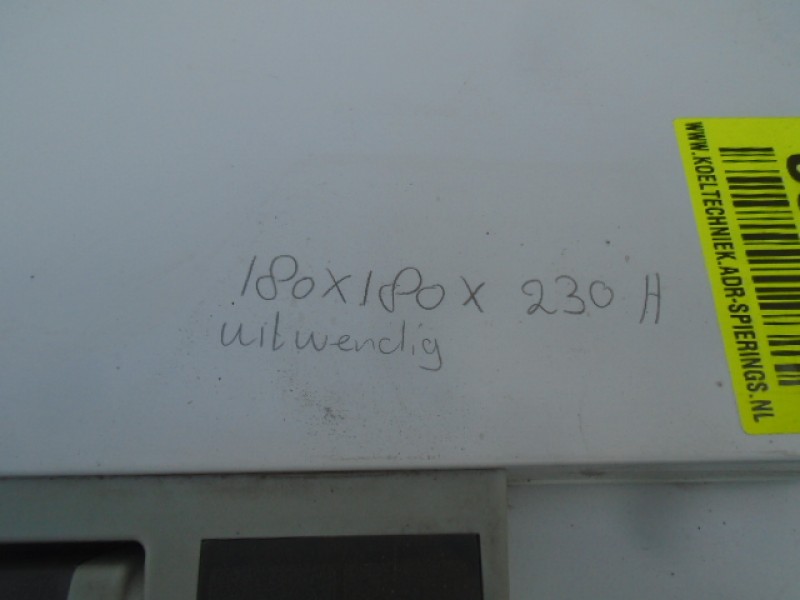 180x180x 230 H
uitwendig
WWW.KOELTECHNIEK.ADR-SPIERINGS.NL